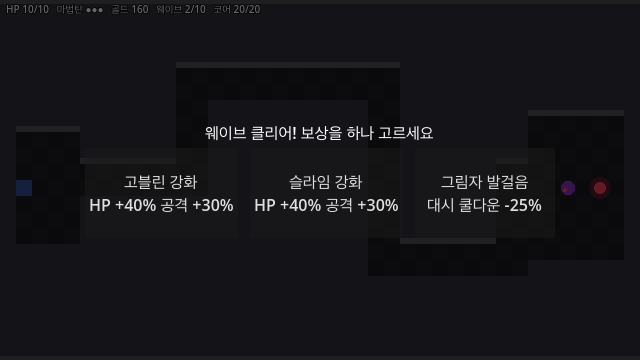 HP 10/10 마법탄 ●●● 골드 160 웨이브 2/10 코어 20/20
웨이브 클리어! 보상을 하나 고르세요
고블린 강화
HP +40% 공격 +30%
슬라임 강화
HP +40% 공격 +30%
그림자 발걸음
대시 쿨다운 -25%